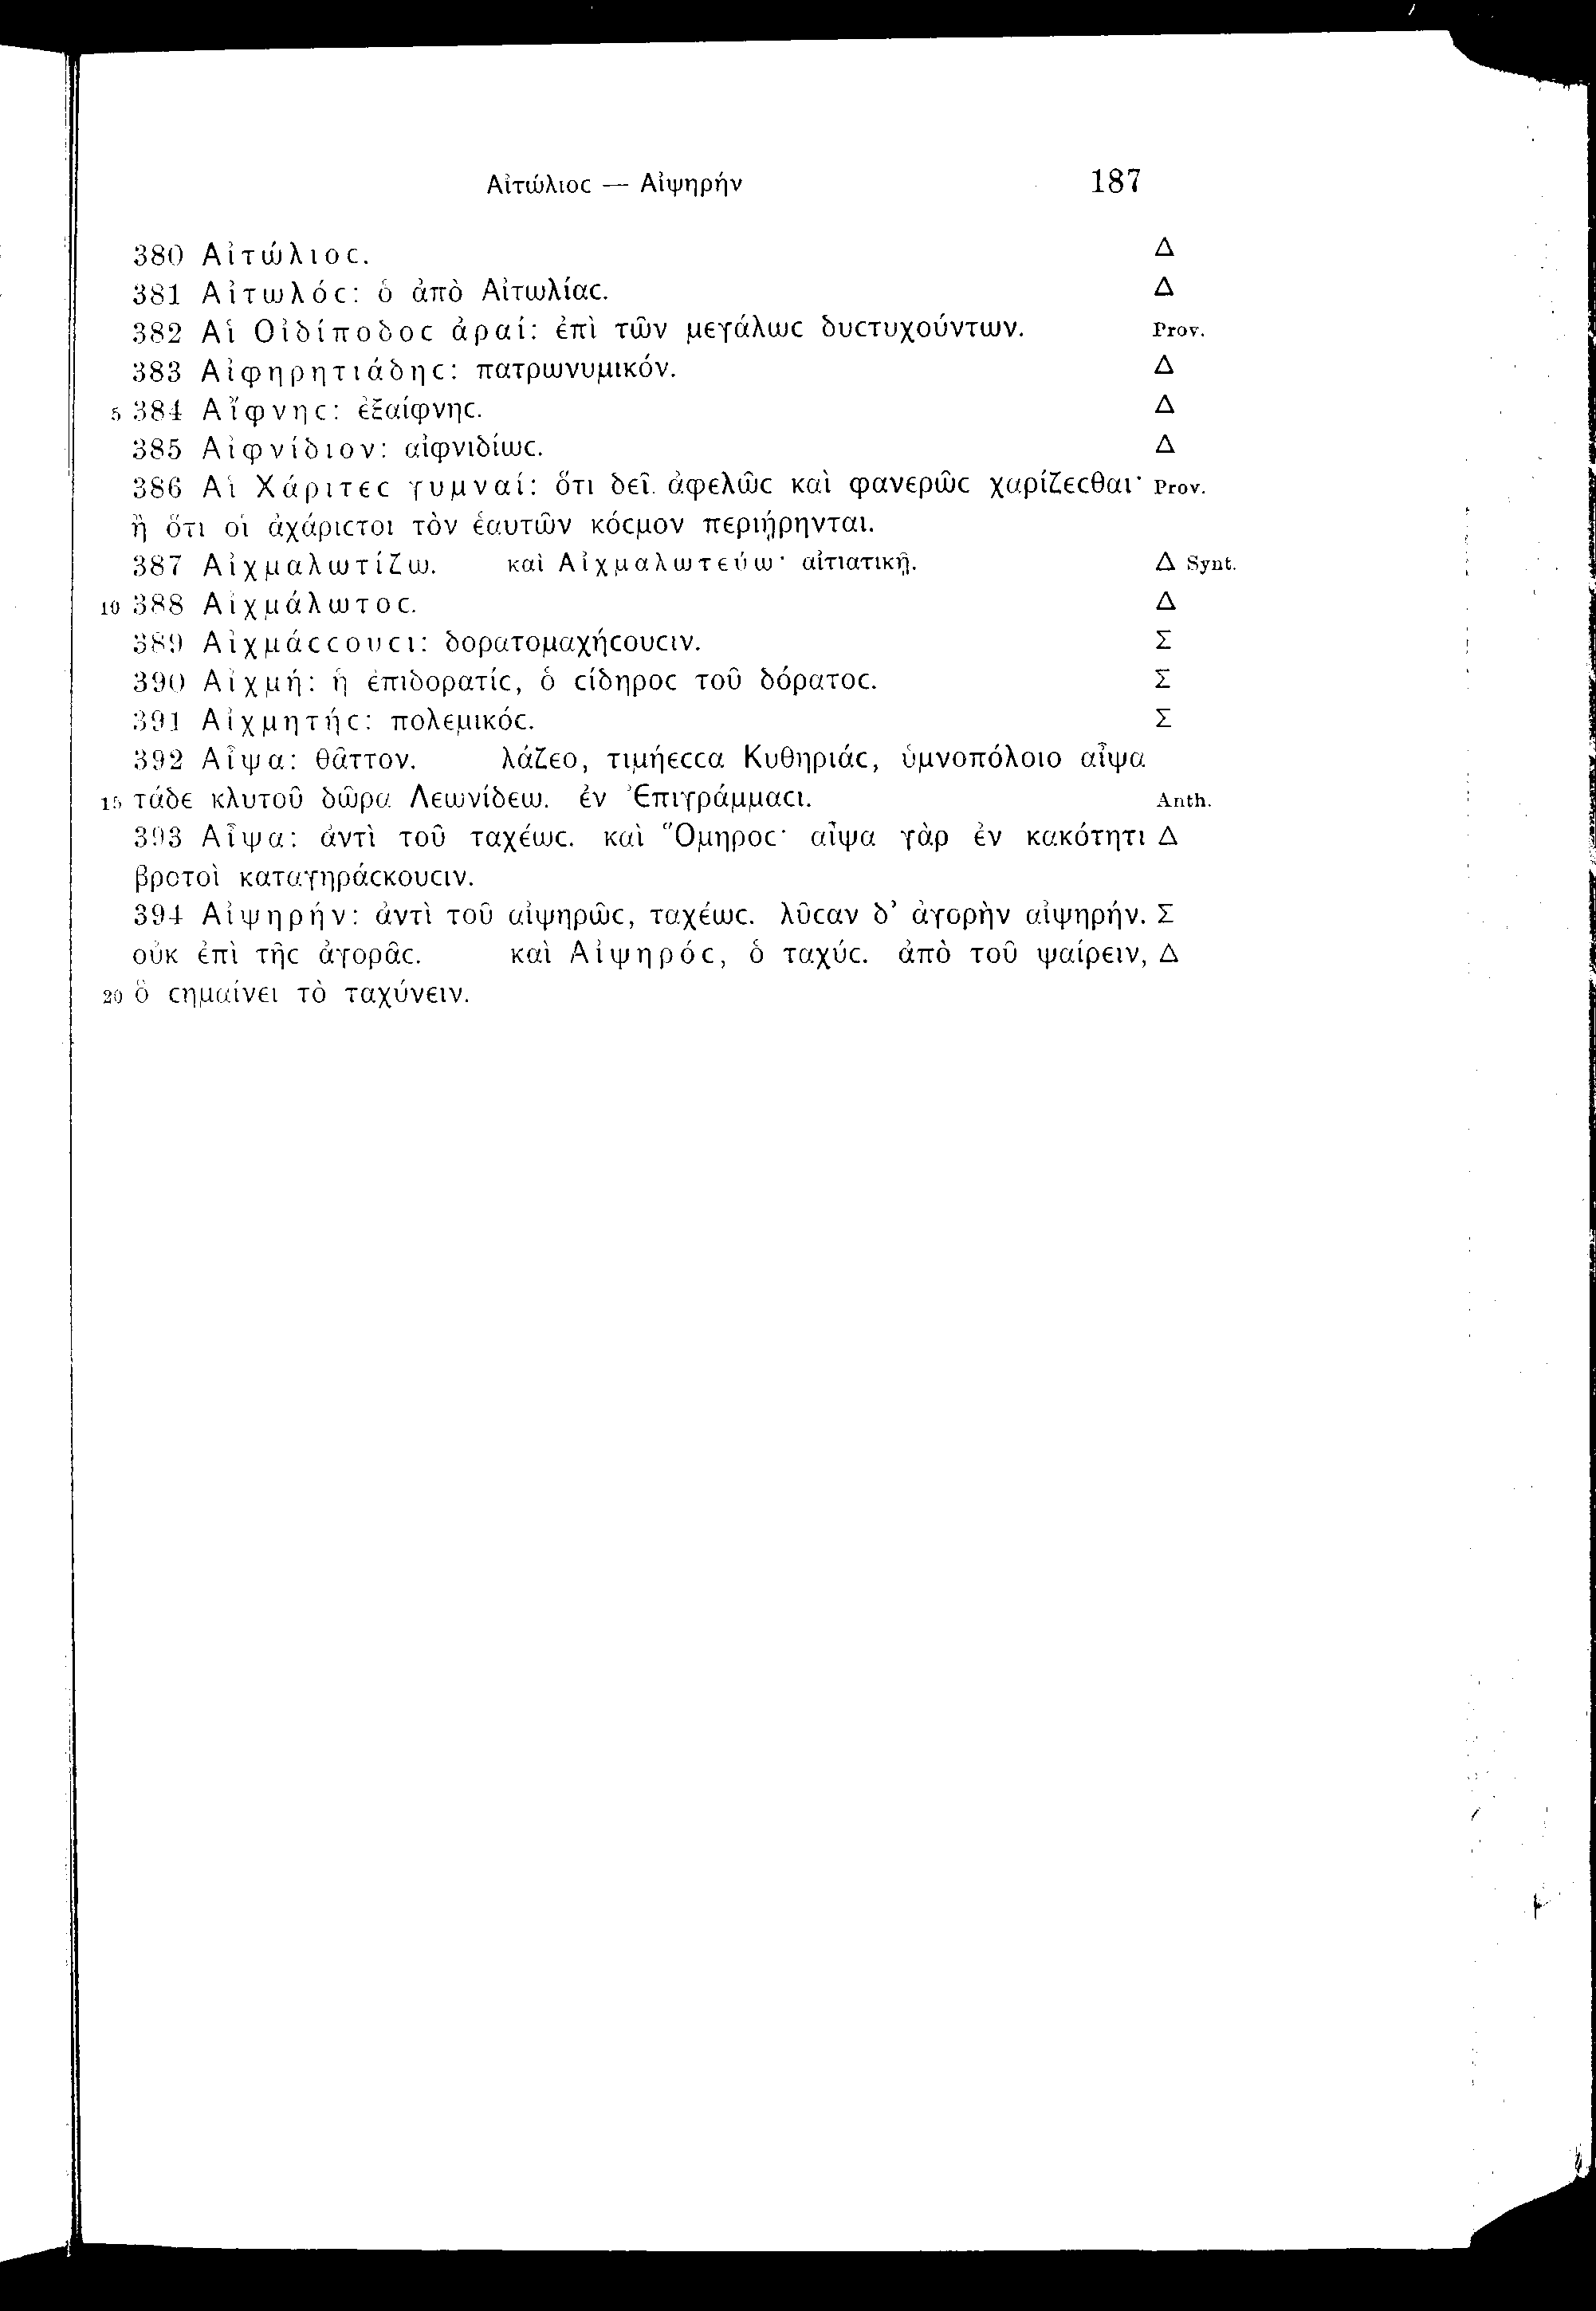 Αἰτώλιοϲ — Αἰψηρήν 187
380 Αἰτώλιοϲ. Δ
381 Αἰτωλόϲ: ὁ ἀπὸ Αἰτωλίαϲ. Δ
382 Αἱ Οἰδίποδοϲ ἀραί: ἐπὶ τῶν μεγάλωϲ δυϲτυχούντων. Prov.
383 Αἰφηρητιάδηϲ: πατρωνυμικόν. Δ
5 384 Αἴφνηϲ: ἐξαίφνηϲ. Δ
385 Αἰφνίδιον: αἰφνιδίωϲ. Δ
386 Αἱ Χάριτεϲ γυμναί: ὅτι δεῖ ἀφελῶϲ καὶ φανερῶϲ χαρίζεϲθαι· Prov.
ἢ ὅτι οἱ ἀχάριϲτοι τὸν ἑαυτῶν κόϲμον περιῄρηνται.
387 Αἰχμαλωτίζω. καὶ Αἰχμαλωτεύω· αἰτιατικῇ. Δ Synt.
10 388 Αἰχμάλωτοϲ. Δ
389 Αἰχμάϲϲουϲι: δορατομαχήϲουϲιν. Σ
390 Αἰχμή: ἡ ἐπιδορατίϲ, ὁ ϲίδηροϲ τοῦ δόρατοϲ. Σ
391 Αἰχμητήϲ: πολεμικόϲ. Σ
392 Αἶψα: θᾶττον. λάζεο, τιμήεϲϲα Κυθηριάϲ, ὑμνοπόλοιο αἶψα
15 τάδε κλυτοῦ δῶρα Λεωνίδεω. ἐν Ἐπιγράμμαϲι. Anth.
393 Αἶψα: ἀντὶ τοῦ ταχέωϲ. καὶ Ὅμηροϲ· αἶψα γὰρ ἐν κακότητι Δ
βροτοὶ καταγηράϲκουϲιν.
394 Αἰψηρήν: ἀντὶ τοῦ αἰψηρῶϲ, ταχέωϲ. λῦϲαν δ’ ἀγορὴν αἰψηρήν. Σ
οὐκ ἐπὶ τῆϲ ἀγορᾶϲ. καὶ Αἰψηρόϲ, ὁ ταχύϲ. ἀπὸ τοῦ ψαίρειν, Δ
20 ὃ ϲημαίνει τὸ ταχύνειν.